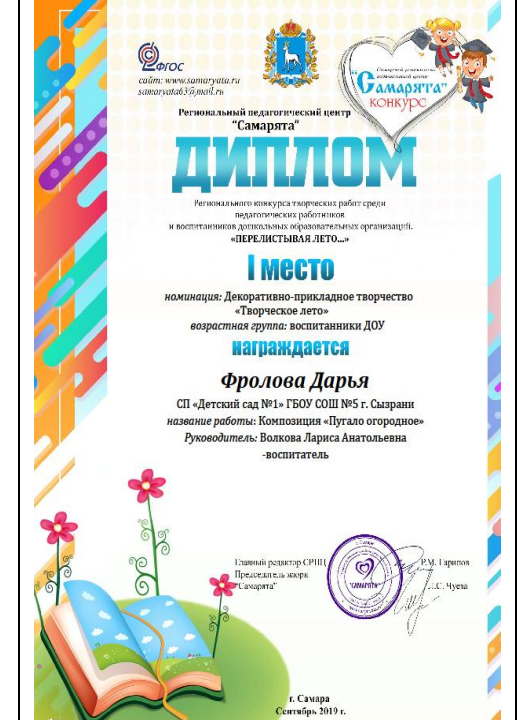 ФГОС
сайт: www.samaryata.ru
samaryata63@mail.ru
"Самарята"
КОНКУРС
Региональный педагогический центр
"Самарята"
ДИПЛОМ
Регионального конкурса творческих работ среди
педагогических работников
и воспитанников дошкольных образовательных организаций.
«ПЕРЕЛИСТЫВАЯ ЛЕТО...»
I место
номинация: Декоративно-прикладное творчество
«Творческое лето»
возрастная группа: воспитанники ДОУ
награждается
Фролова Дарья
СП «Детский сад №1» ГБОУ СОШ №5 г. Сызрани
название работы: Композиция «Пугало огородное»
Руководитель: Волкова Лариса Анатольевна
-воспитатель
Главный редактор СРПЦ
Р.М. Гарипов
Председатель жюри
"Самарята"
"САМАРЯТА"
Чуева
г. Самара
Сентябрь 2019 г.